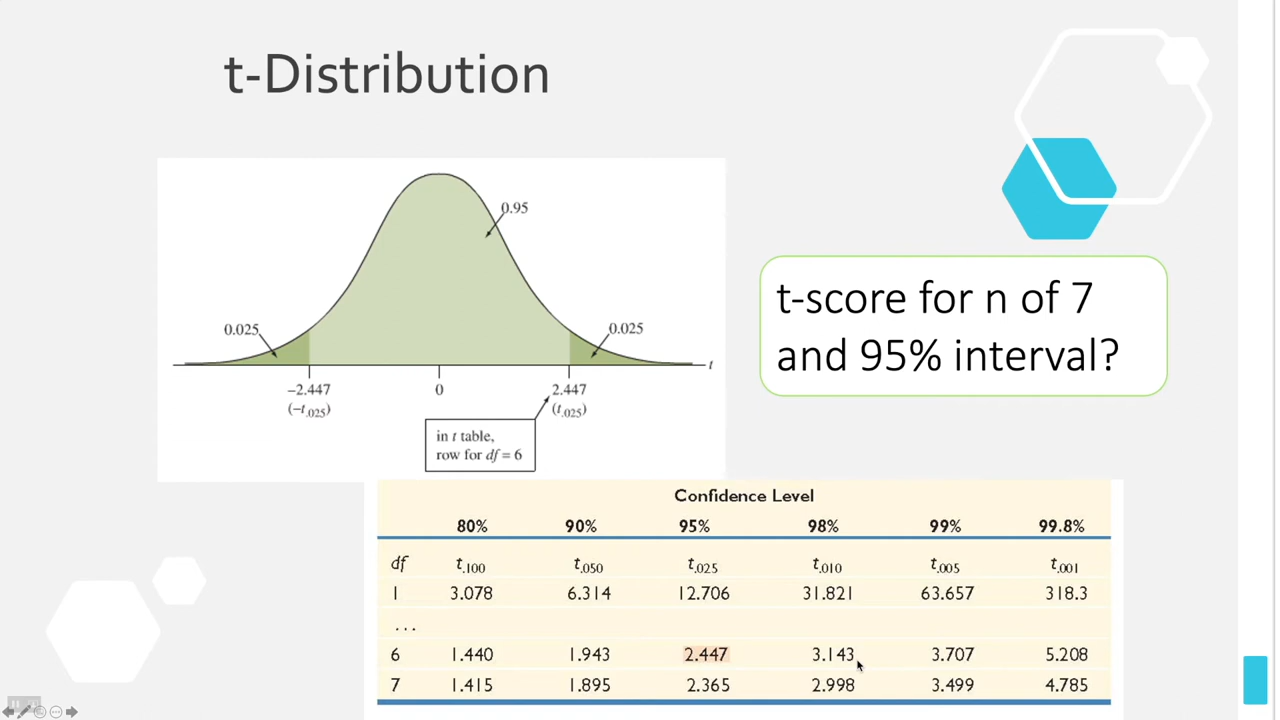 t-Distribution
0.95
0.025
0.025
t
−2.447
0
2.447
(−t.025)
(t.025)
in t table,
row for df = 6
t-score for n of 7
and 95% interval?
Confidence Level
80% 90% 95% 98% 99% 99.8%
df t.100 t.050 t.025 t.010 t.005 t.001
1 3.078 6.314 12.706 31.821 63.657 318.3
...
6 1.440 1.943 2.447 3.143 3.707 5.208
7 1.415 1.895 2.365 2.998 3.499 4.785